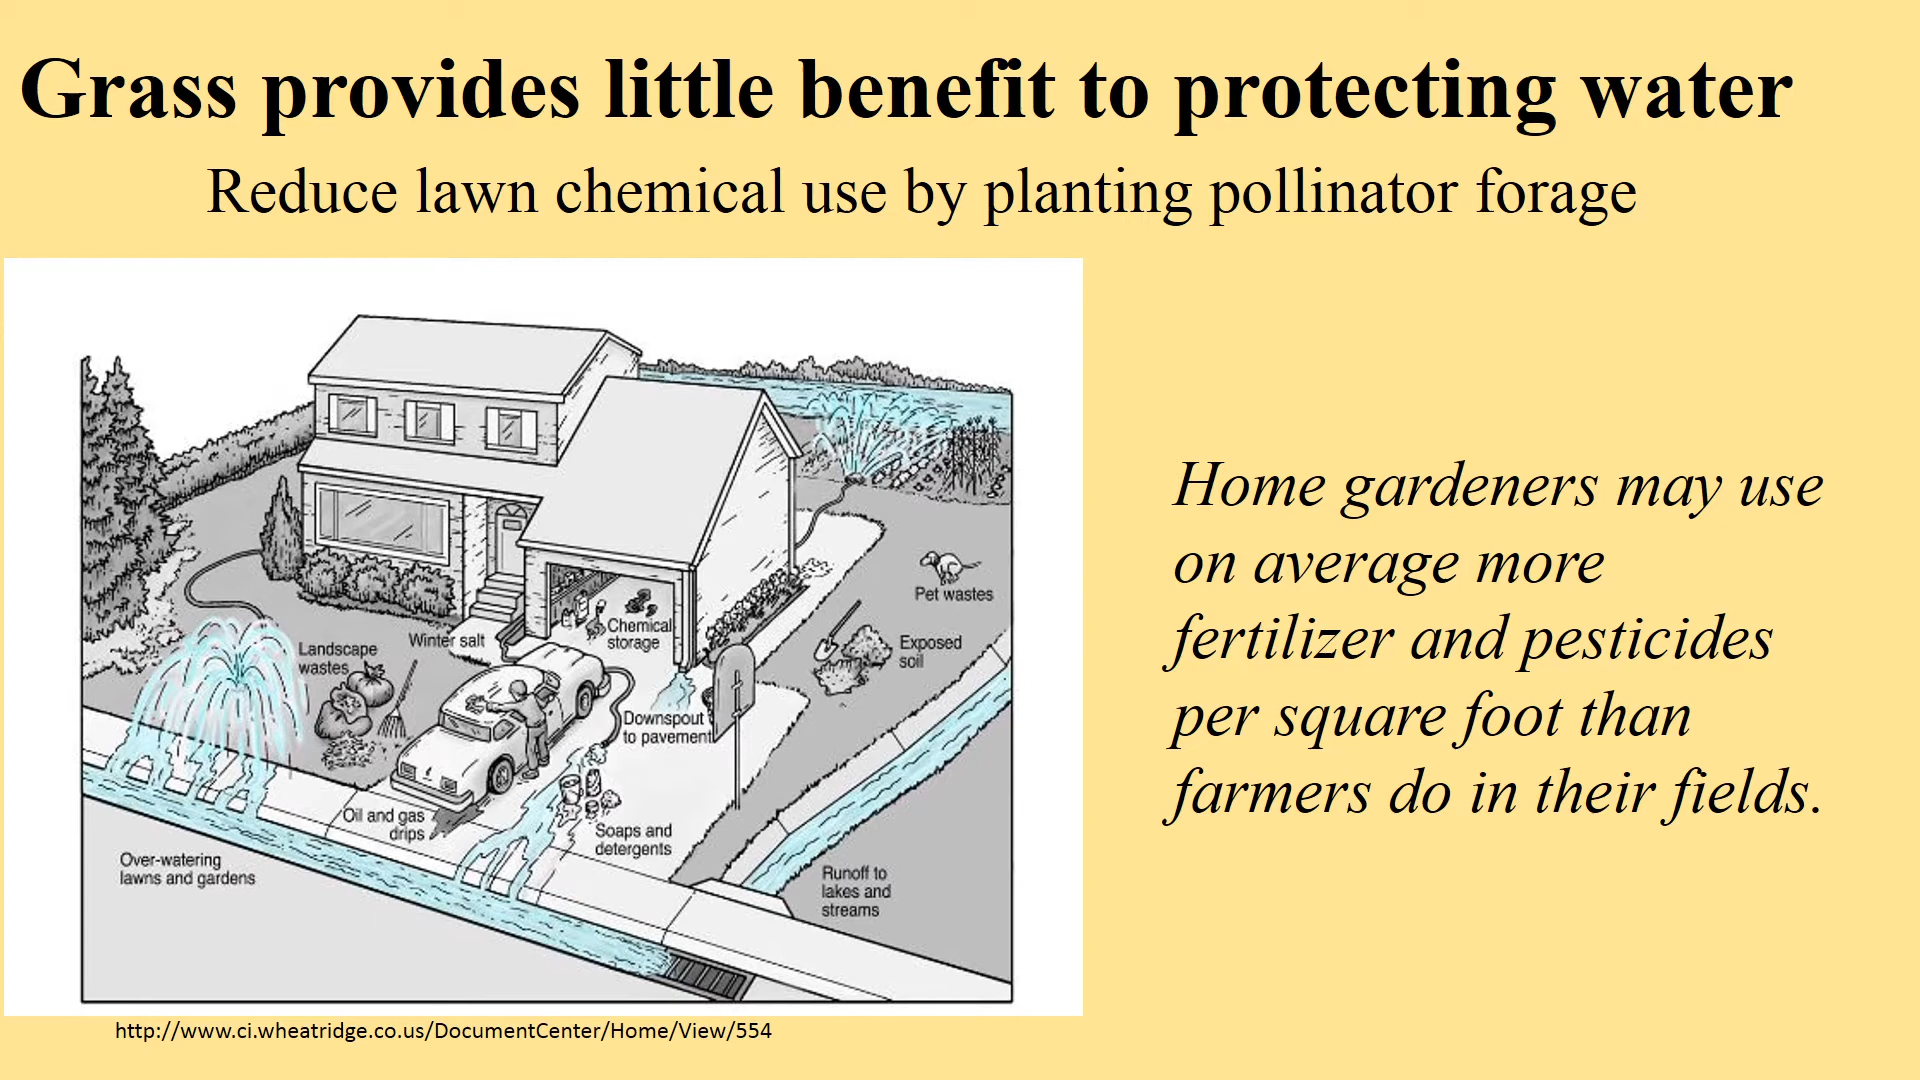 Grass provides little benefit to protecting water
Reduce lawn chemical use by planting pollinator forage
Home gardeners may use
on average more
fertilizer and pesticides
per square foot than
farmers do in their fields.
Pet wastes
Chemical
storage
Winter salt
Landscape
wastes
Exposed
soil
Downspout
to pavement
Oil and gas
drips
Soaps and
detergents
Over-watering
lawns and gardens
Runoff to
lakes and
streams
http://www.ci.wheatridge.co.us/DocumentCenter/Home/View/554